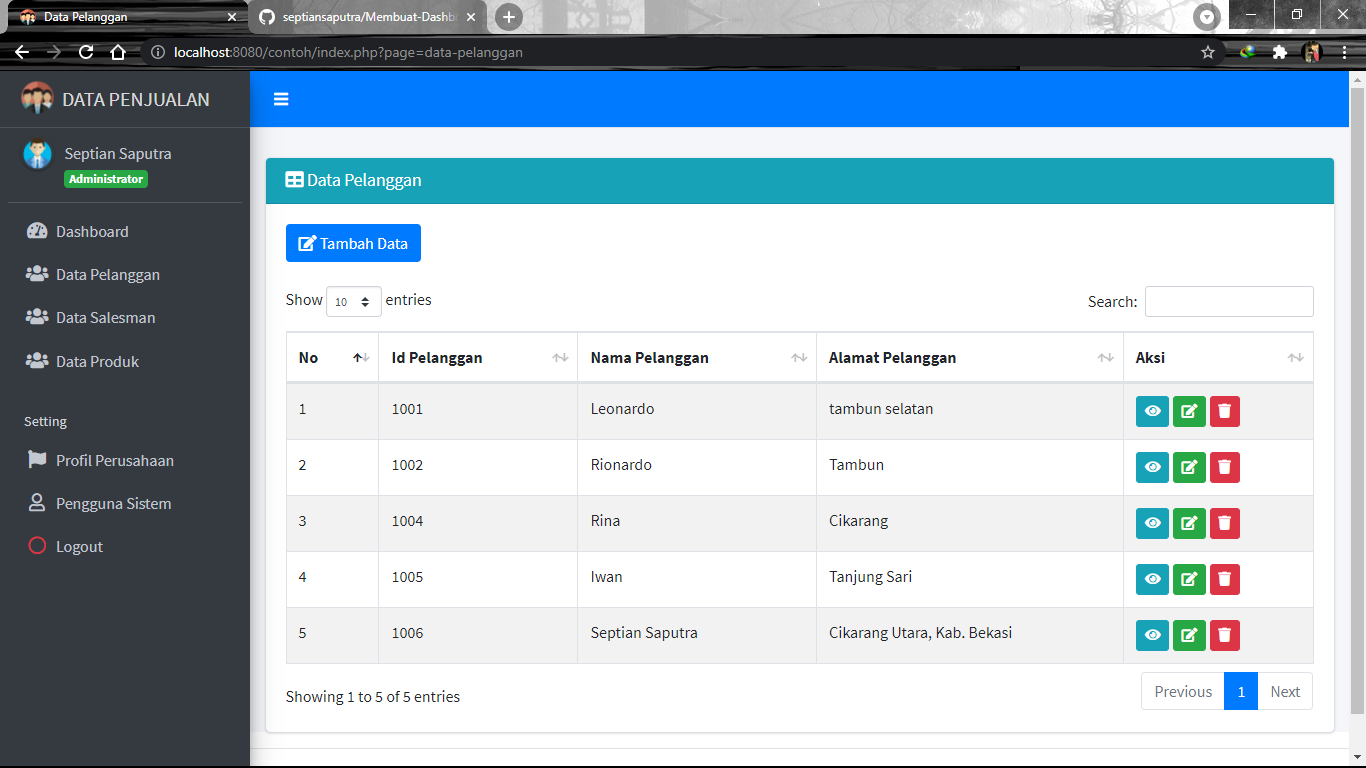 Data Pelanggan
septiansaputra/Membuat-Dashb
localhost:8080/contoh/index.php?page=data-pelanggan
DATA PENJUALAN
Septian Saputra
Administrator
Dashboard
Data Pelanggan
Data Salesman
Data Produk
Setting
Profil Perusahaan
Pengguna Sistem
Logout
Data Pelanggan
Tambah Data
Show 10 entries Search:
No Id Pelanggan Nama Pelanggan Alamat Pelanggan Aksi
1 1001 Leonardo tambun selatan
2 1002 Rionardo Tambun
3 1004 Rina Cikarang
4 1005 Iwan Tanjung Sari
5 1006 Septian Saputra Cikarang Utara, Kab. Bekasi
Showing 1 to 5 of 5 entries Previous 1 Next